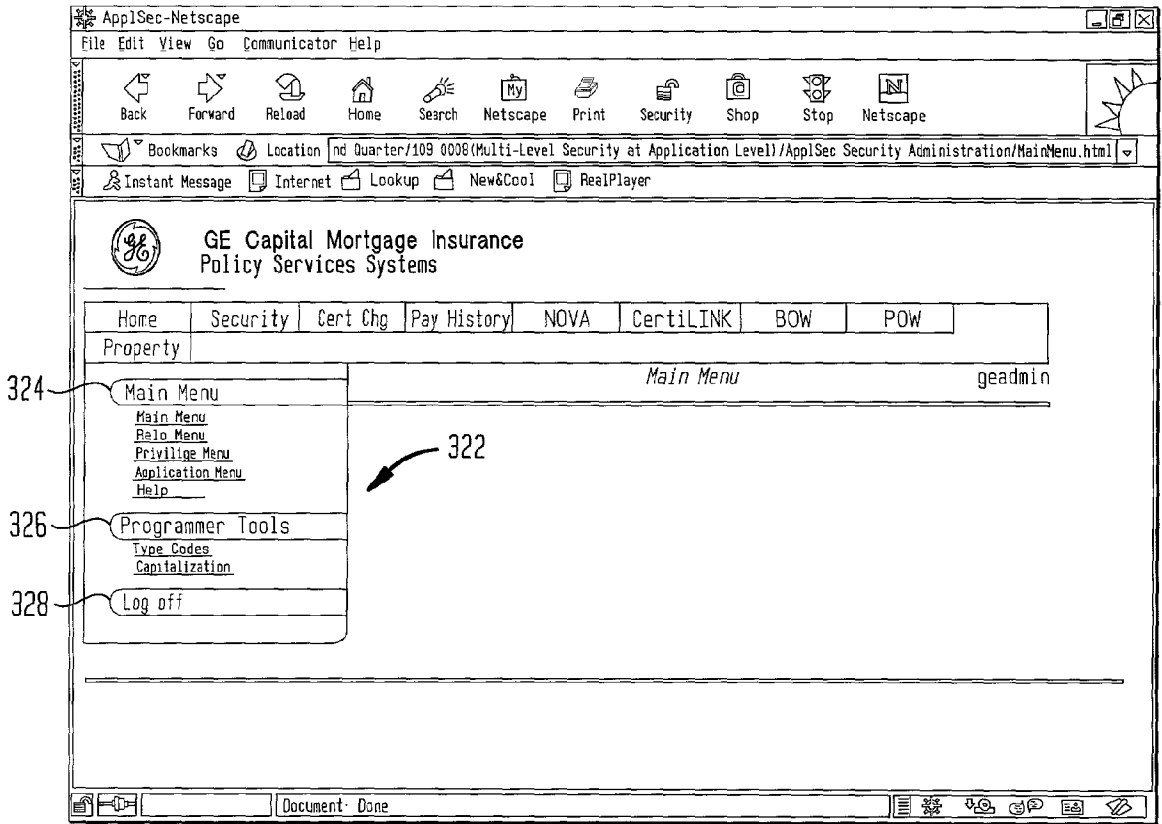 ApplSec-Netscape
File Edit View Go Communicator Help
Back Forward Reload Home Search Netscape Print Security Shop Stop Netscape
My
N
Bookmarks Location nd Quarter/109 0008(Multi-Level Security at Application Level)/ApplSec Security Administration/MainMenu.html
Instant Message Internet Lookup New&Cool RealPlayer
GE GE Capital Mortgage Insurance
Policy Services Systems
Home Security Cert Chg Pay History NOVA CertiLINK BOW POW
Property
Main Menu geadmin
324 Main Menu
Main Menu
Relo Menu
Privilige Menu
Application Menu
Help
322
326 Programmer Tools
Type Codes
Capitalization
328 Log off
Document: Done